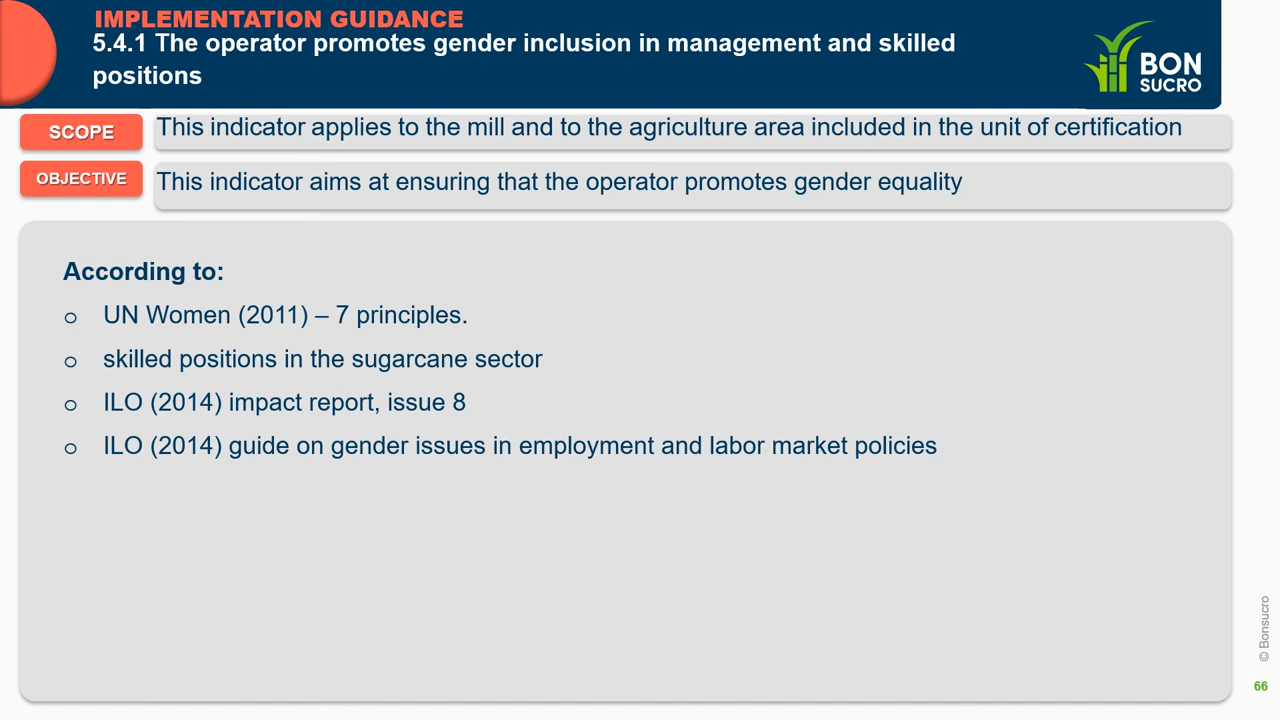 IMPLEMENTATION GUIDANCE
5.4.1 The operator promotes gender inclusion in management and skilled
positions
BON
SUCRO
SCOPE
This indicator applies to the mill and to the agriculture area included in the unit of certification
OBJECTIVE
This indicator aims at ensuring that the operator promotes gender equality
According to:
o UN Women (2011) – 7 principles.
o skilled positions in the sugarcane sector
o ILO (2014) impact report, issue 8
o ILO (2014) guide on gender issues in employment and labor market policies
© Bonsucro
66